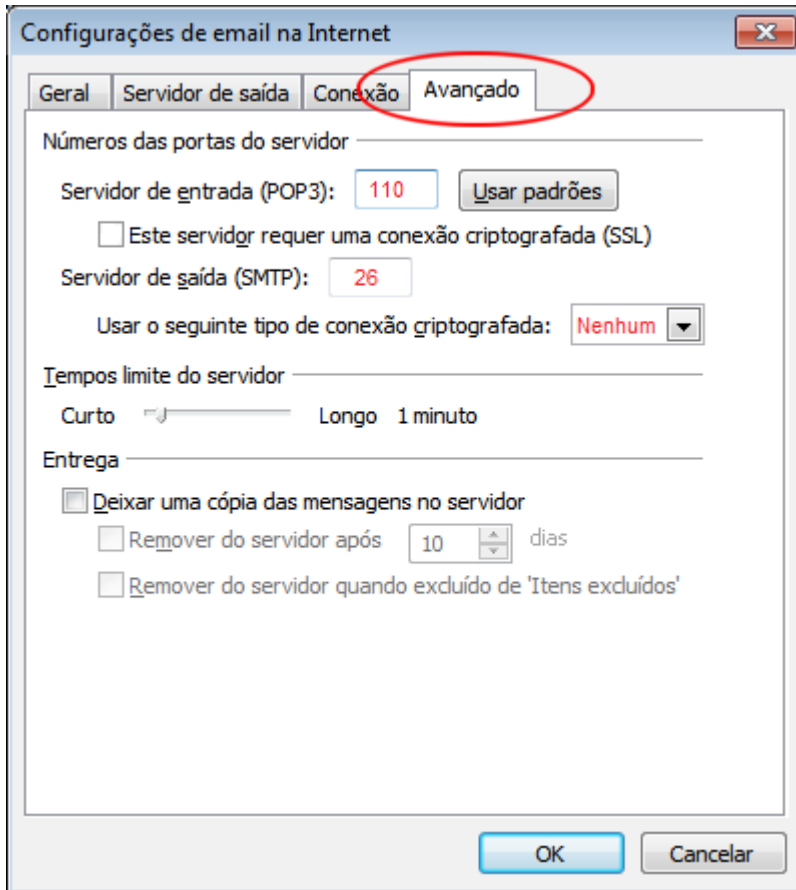 Configurações de email na Internet
Geral Servidor de saída Conexão Avançado
Números das portas do servidor
Servidor de entrada (POP3): 110 Usar padrões
Este servidor requer uma conexão criptografada (SSL)
Servidor de saída (SMTP): 26
Usar o seguinte tipo de conexão criptografada: Nenhum
Tempos limite do servidor
Curto Longo 1 minuto
Entrega
Deixar uma cópia das mensagens no servidor
Remover do servidor após 10 dias
Remover do servidor quando excluído de 'Itens excluídos'
OK Cancelar